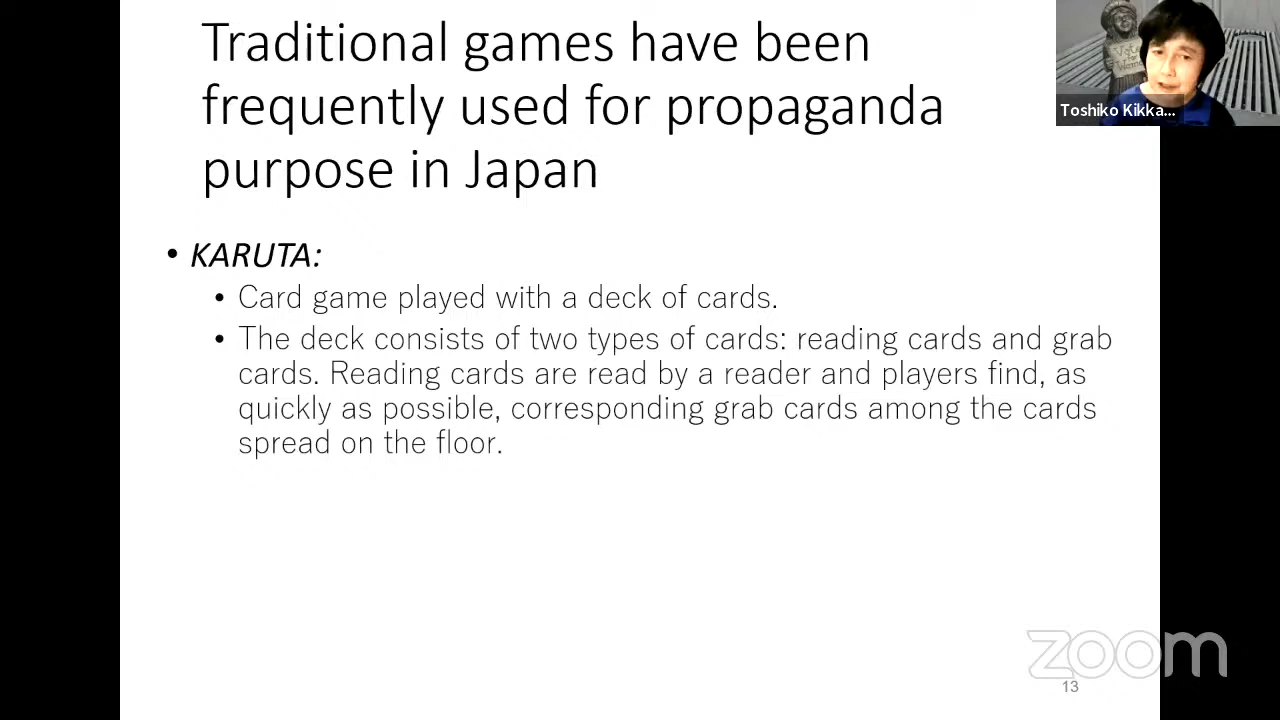 Traditional games have been
frequently used for propaganda
purpose in Japan
Toshiko Kikka...
• KARUTA:
• Card game played with a deck of cards.
• The deck consists of two types of cards: reading cards and grab
cards. Reading cards are read by a reader and players find, as
quickly as possible, corresponding grab cards among the cards
spread on the floor.
zoom
13